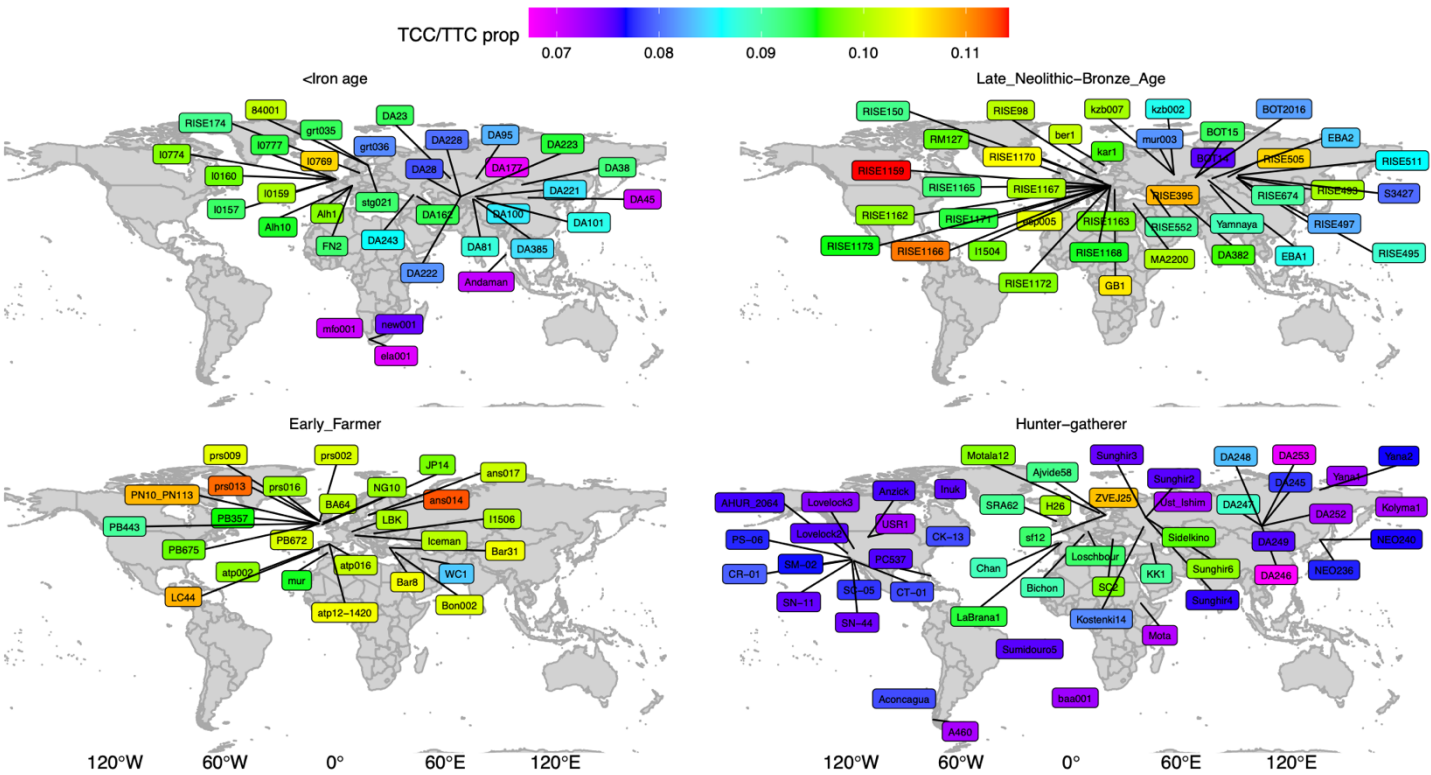 TCC/TTC prop
0.07 0.08 0.09 0.10 0.11
<Iron age
84001
RISE174
grt035
DA23
I0777
grt036
DA228
DA95
DA223
I0774
I0769
DA28
DA177
DA38
I0160
I0159
stg021
DA221
DA45
I0157
Alh1
DA162
DA100
DA101
Alh10
FN2
DA243
DA81
DA385
DA222
Andaman
mfo001
new001
ela001
Late_Neolithic-Bronze_Age
RISE150
RISE98
kzb007
kzb002
BOT2016
RM127
ber1
mur003
BOT15
EBA2
RISE1159
RISE1170
kar1
BOT14
RISE505
RISE511
RISE1165
RISE1167
RISE395
RISE674
RISE493
S3427
RISE1162
RISE1171
RISE1163
RISE552
Yamnaya
RISE497
RISE1173
RISE1166
I1504
RISE1168
MA2200
DA382
EBA1
RISE495
RISE1172
GB1
Early_Farmer
prs009
prs002
JP14
prs013
prs016
NG10
ans017
PN10_PN113
BA64
ans014
PB443
PB357
LBK
I1506
PB675
PB672
Iceman
Bar31
atp002
mur
atp016
Bar8
WC1
LC44
atp12-1420
Bon002
Hunter-gatherer
Motala12
Ajvide58
Sunghir3
DA248
DA253
Yana2
AHUR_2064
Lovelock3
Anzick
Inuk
SRA62
H26
ZVEJ25
Sunghir2
Ust_Ishim
DA245
Yana1
DA247
DA252
Kolyma1
PS-06
Lovelock2
USR1
CK-13
sf12
Sidelkino
DA249
NEO240
CR-01
SM-02
PC537
Chan
Loschbour
Sunghir6
DA246
NEO236
SN-11
SC-05
CT-01
Bichon
SC2
KK1
Sunghir4
SN-44
LaBrana1
Kostenki14
Mota
Sumidouro5
Aconcagua
baa001
A460
120°W 60°W 0° 60°E 120°E 120°W 60°W 0° 60°E 120°E